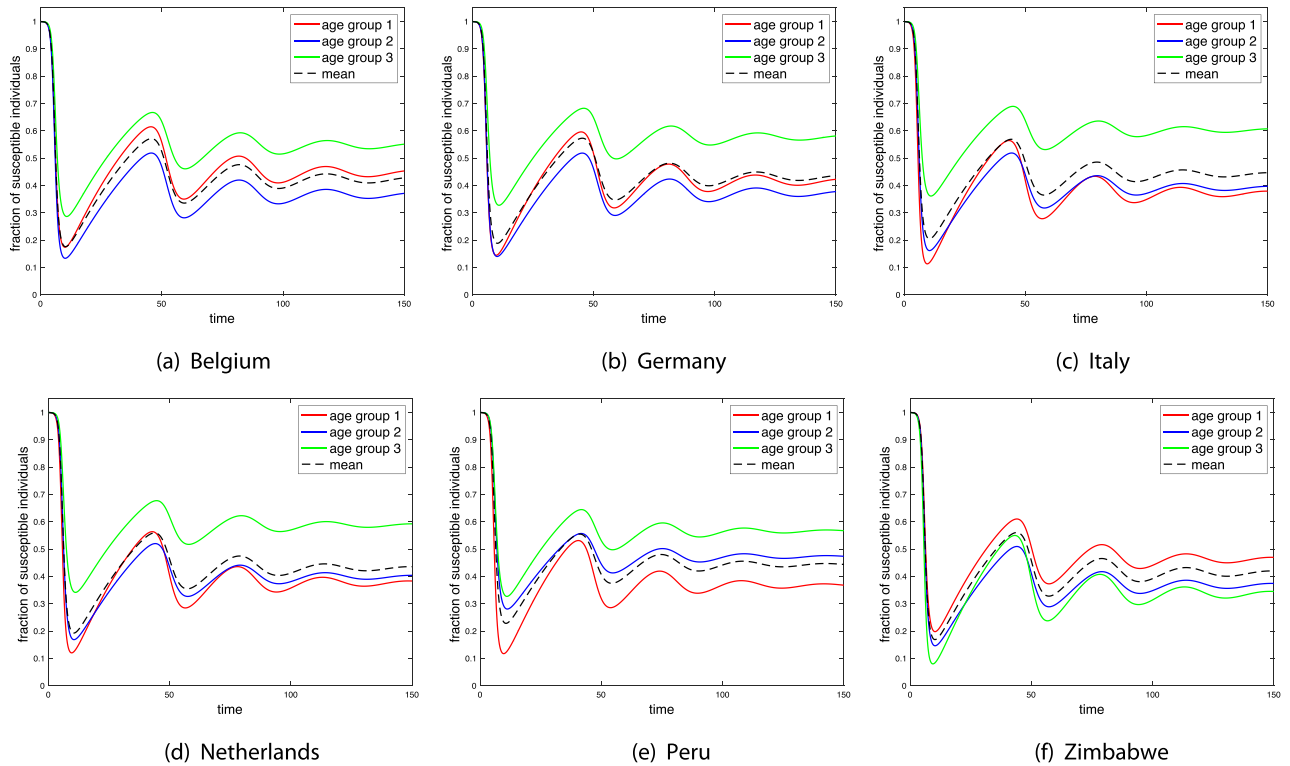 fraction of susceptible individuals
1
0.9
0.8
0.7
0.6
0.5
0.4
0.3
0.2
0.1
0
0 50 100 150
time
age group 1
age group 2
age group 3
mean
(a) Belgium
fraction of susceptible individuals
1
0.9
0.8
0.7
0.6
0.5
0.4
0.3
0.2
0.1
0
0 50 100 150
time
age group 1
age group 2
age group 3
mean
(b) Germany
fraction of susceptible individuals
1
0.9
0.8
0.7
0.6
0.5
0.4
0.3
0.2
0.1
0
0 50 100 150
time
age group 1
age group 2
age group 3
mean
(c) Italy
fraction of susceptible individuals
1
0.9
0.8
0.7
0.6
0.5
0.4
0.3
0.2
0.1
0
0 50 100 150
time
age group 1
age group 2
age group 3
mean
(d) Netherlands
fraction of susceptible individuals
1
0.9
0.8
0.7
0.6
0.5
0.4
0.3
0.2
0.1
0
0 50 100 150
time
age group 1
age group 2
age group 3
mean
(e) Peru
fraction of susceptible individuals
1
0.9
0.8
0.7
0.6
0.5
0.4
0.3
0.2
0.1
0
0 50 100 150
time
age group 1
age group 2
age group 3
mean
(f) Zimbabwe